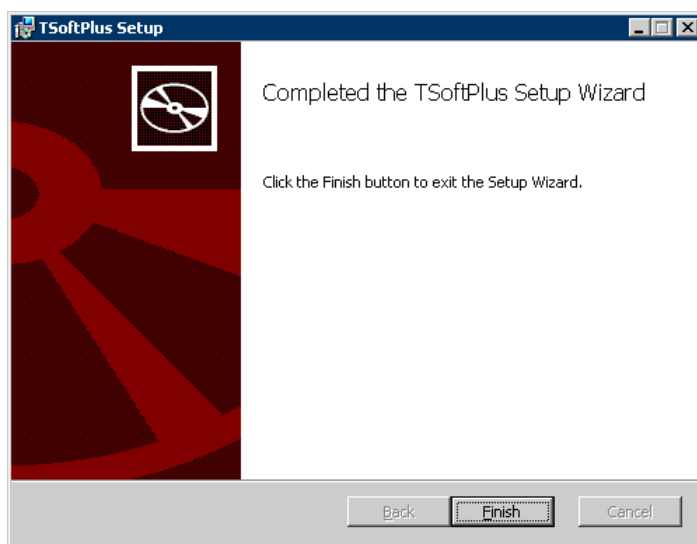 TSoftPlus Setup
Completed the TSoftPlus Setup Wizard
Click the Finish button to exit the Setup Wizard.
Back Finish Cancel